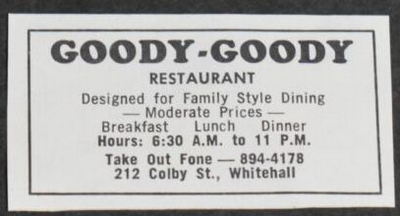 GOODY-GOODY
RESTAURANT
Designed for Family Style Dining
— Moderate Prices —
Breakfast Lunch Dinner
Hours: 6:30 A.M. to 11 P.M.
Take Out Fone — 894-4178
212 Colby St., Whitehall